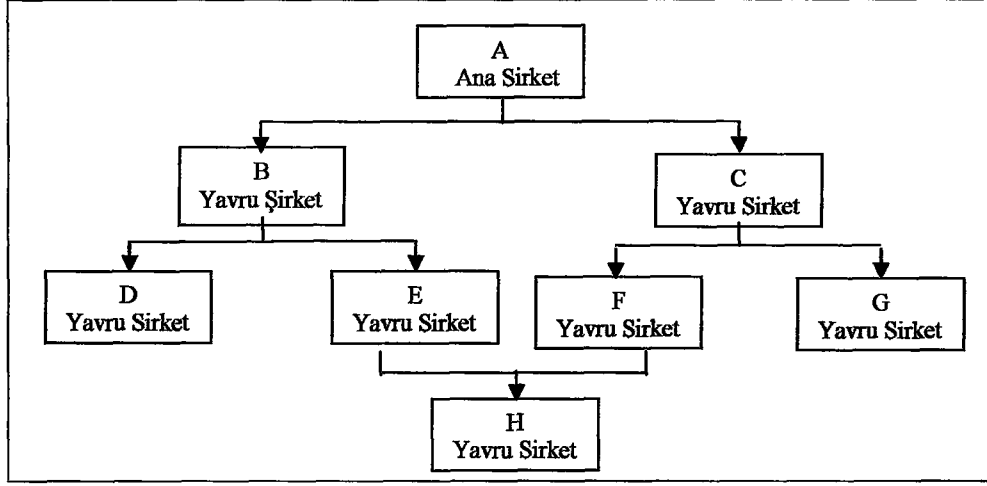 A
Ana Sirket
B
Yavru Şirket
C
Yavru Sirket
D
Yavru Sirket
E
Yavru Sirket
F
Yavru Sirket
G
Yavru Sirket
H
Yavru Sirket